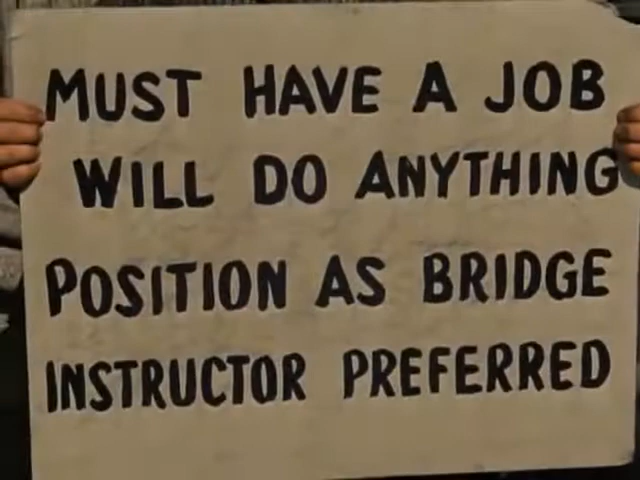 MUST HAVE A JOB
WILL DO ANYTHING
POSITION AS BRIDGE
INSTRUCTOR PREFERRED